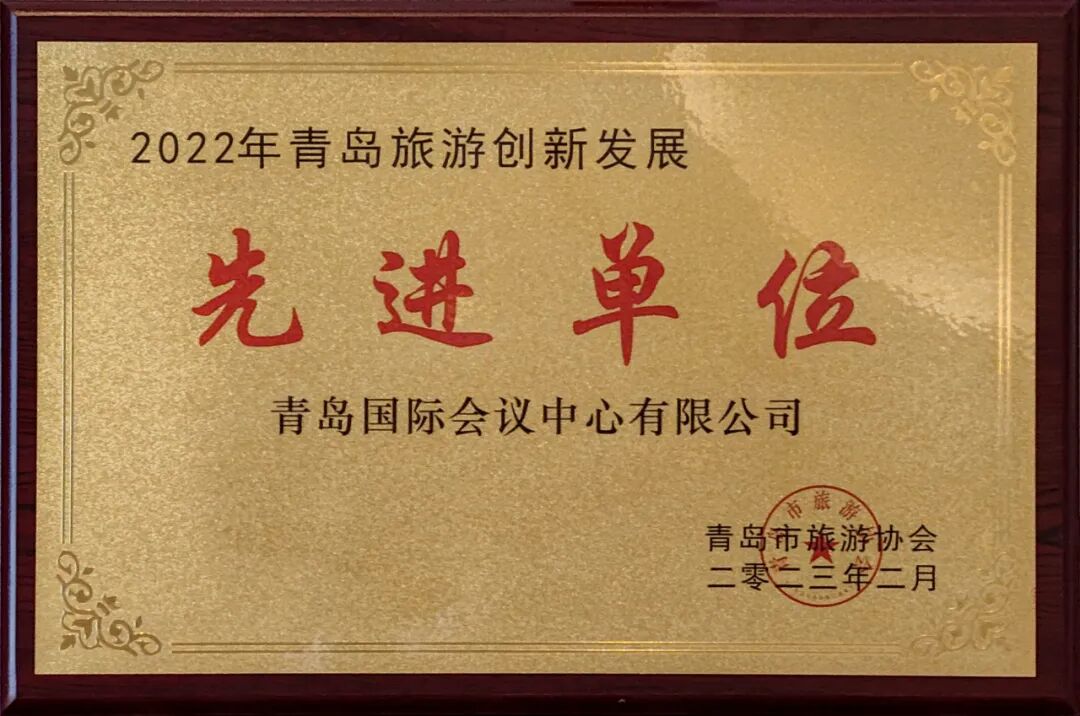 2022年青岛旅游创新发展
先进单位
青岛国际会议中心有限公司
青岛市旅游协会
二零二三年二月